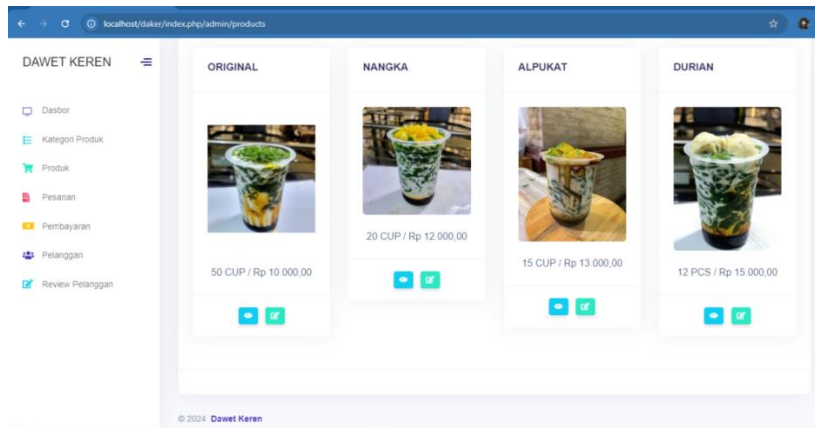 localhost/daker/index.php/admin/products
DAWET KEREN
Dasbor
Kategori Produk
Produk
Pesanan
Pembayaran
Pelanggan
Review Pelanggan
ORIGINAL
50 CUP / Rp 10.000,00
NANGKA
20 CUP / Rp 12.000,00
ALPUKAT
15 CUP / Rp 13.000,00
DURIAN
12 PCS / Rp 15.000,00
© 2024 Dawet Keren